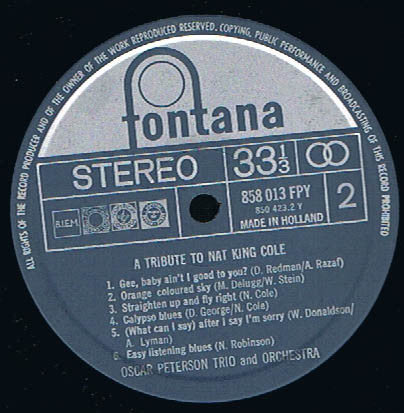 ALL RIGHTS OF THE RECORD PRODUCER AND OF THE OWNER OF THE WORK REPRODUCED RESERVED. COPYING, PUBLIC PERFORMANCE AND BROADCASTING OF THIS RECORD PROHIBITED
fontana
STEREO 33 1/3
B.I.E.M.
858 013 FPY
850 423.2 Y
MADE IN HOLLAND
2
A TRIBUTE TO NAT KING COLE
1. Gee, baby ain't I good to you? (D. Redman/A. Razaf)
2. Orange coloured sky (M. Delugg/W. Stein)
3. Straighten up and fly right (N. Cole)
4. Calypso blues (D. George/N. Cole)
5. (What can I say) after I say I'm sorry (W. Donaldson/
A. Lyman)
6. Easy listening blues (N. Robinson)
OSCAR PETERSON TRIO and ORCHESTRA